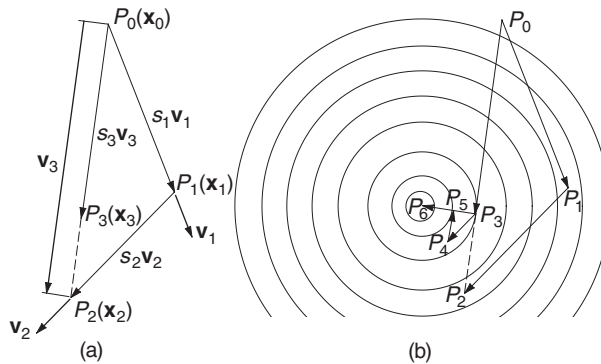 P0(x0)
s1v1
s3v3
v3
P1(x1)
P3(x3)
v1
s2v2
P2(x2)
v2
(a)
P0
P1
P5
P6
P3
P4
P2
(b)